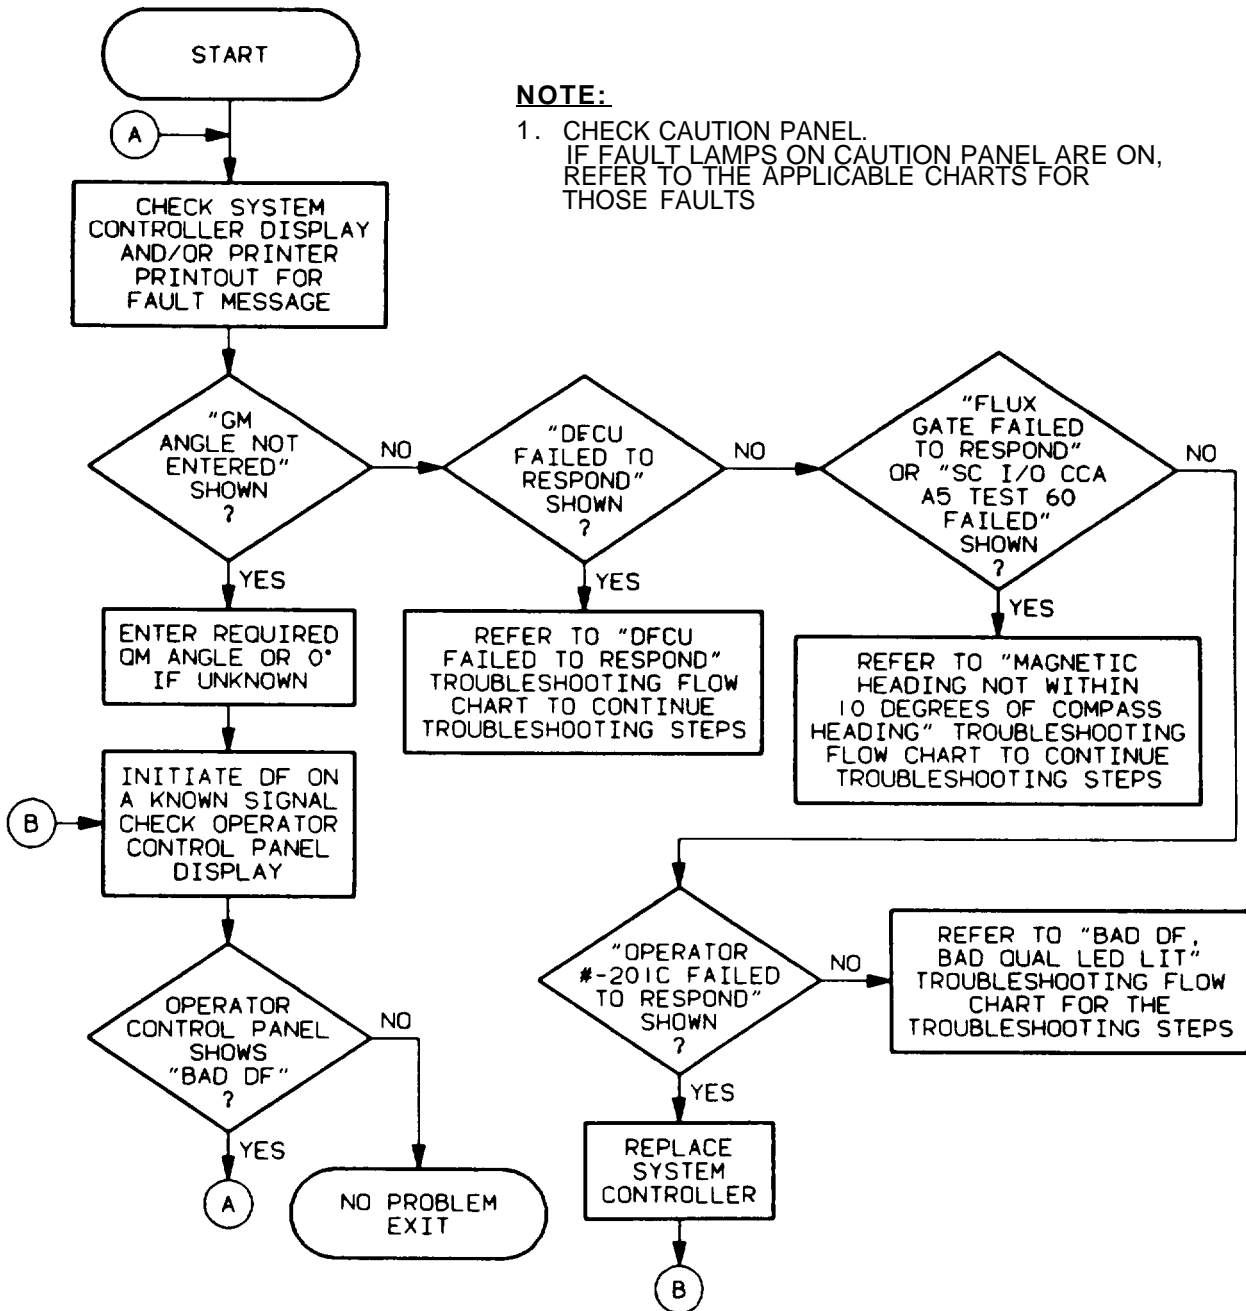 START
A
NOTE:
1. CHECK CAUTION PANEL.
IF FAULT LAMPS ON CAUTION PANEL ARE ON,
REFER TO THE APPLICABLE CHARTS FOR
THOSE FAULTS
CHECK SYSTEM
CONTROLLER DISPLAY
AND/OR PRINTER
PRINTOUT FOR
FAULT MESSAGE
"GM
ANGLE NOT
ENTERED"
SHOWN
?
NO
YES
"DFCU
FAILED TO
RESPOND"
SHOWN
?
NO
YES
"FLUX
GATE FAILED
TO RESPOND"
OR "SC I/O CCA
A5 TEST 60
FAILED"
SHOWN
?
NO
YES
ENTER REQUIRED
QM ANGLE OR 0°
IF UNKNOWN
REFER TO "DFCU
FAILED TO RESPOND"
TROUBLESHOOTING FLOW
CHART TO CONTINUE
TROUBLESHOOTING STEPS
REFER TO "MAGNETIC
HEADING NOT WITHIN
10 DEGREES OF COMPASS
HEADING" TROUBLESHOOTING
FLOW CHART TO CONTINUE
TROUBLESHOOTING STEPS
B
INITIATE DF ON
A KNOWN SIGNAL
CHECK OPERATOR
CONTROL PANEL
DISPLAY
OPERATOR
CONTROL PANEL
SHOWS
"BAD DF"
?
NO
YES
A
NO PROBLEM
EXIT
"OPERATOR
#-201C FAILED
TO RESPOND"
SHOWN
?
NO
YES
REFER TO "BAD DF,
BAD QUAL LED LIT"
TROUBLESHOOTING FLOW
CHART FOR THE
TROUBLESHOOTING STEPS
REPLACE
SYSTEM
CONTROLLER
B